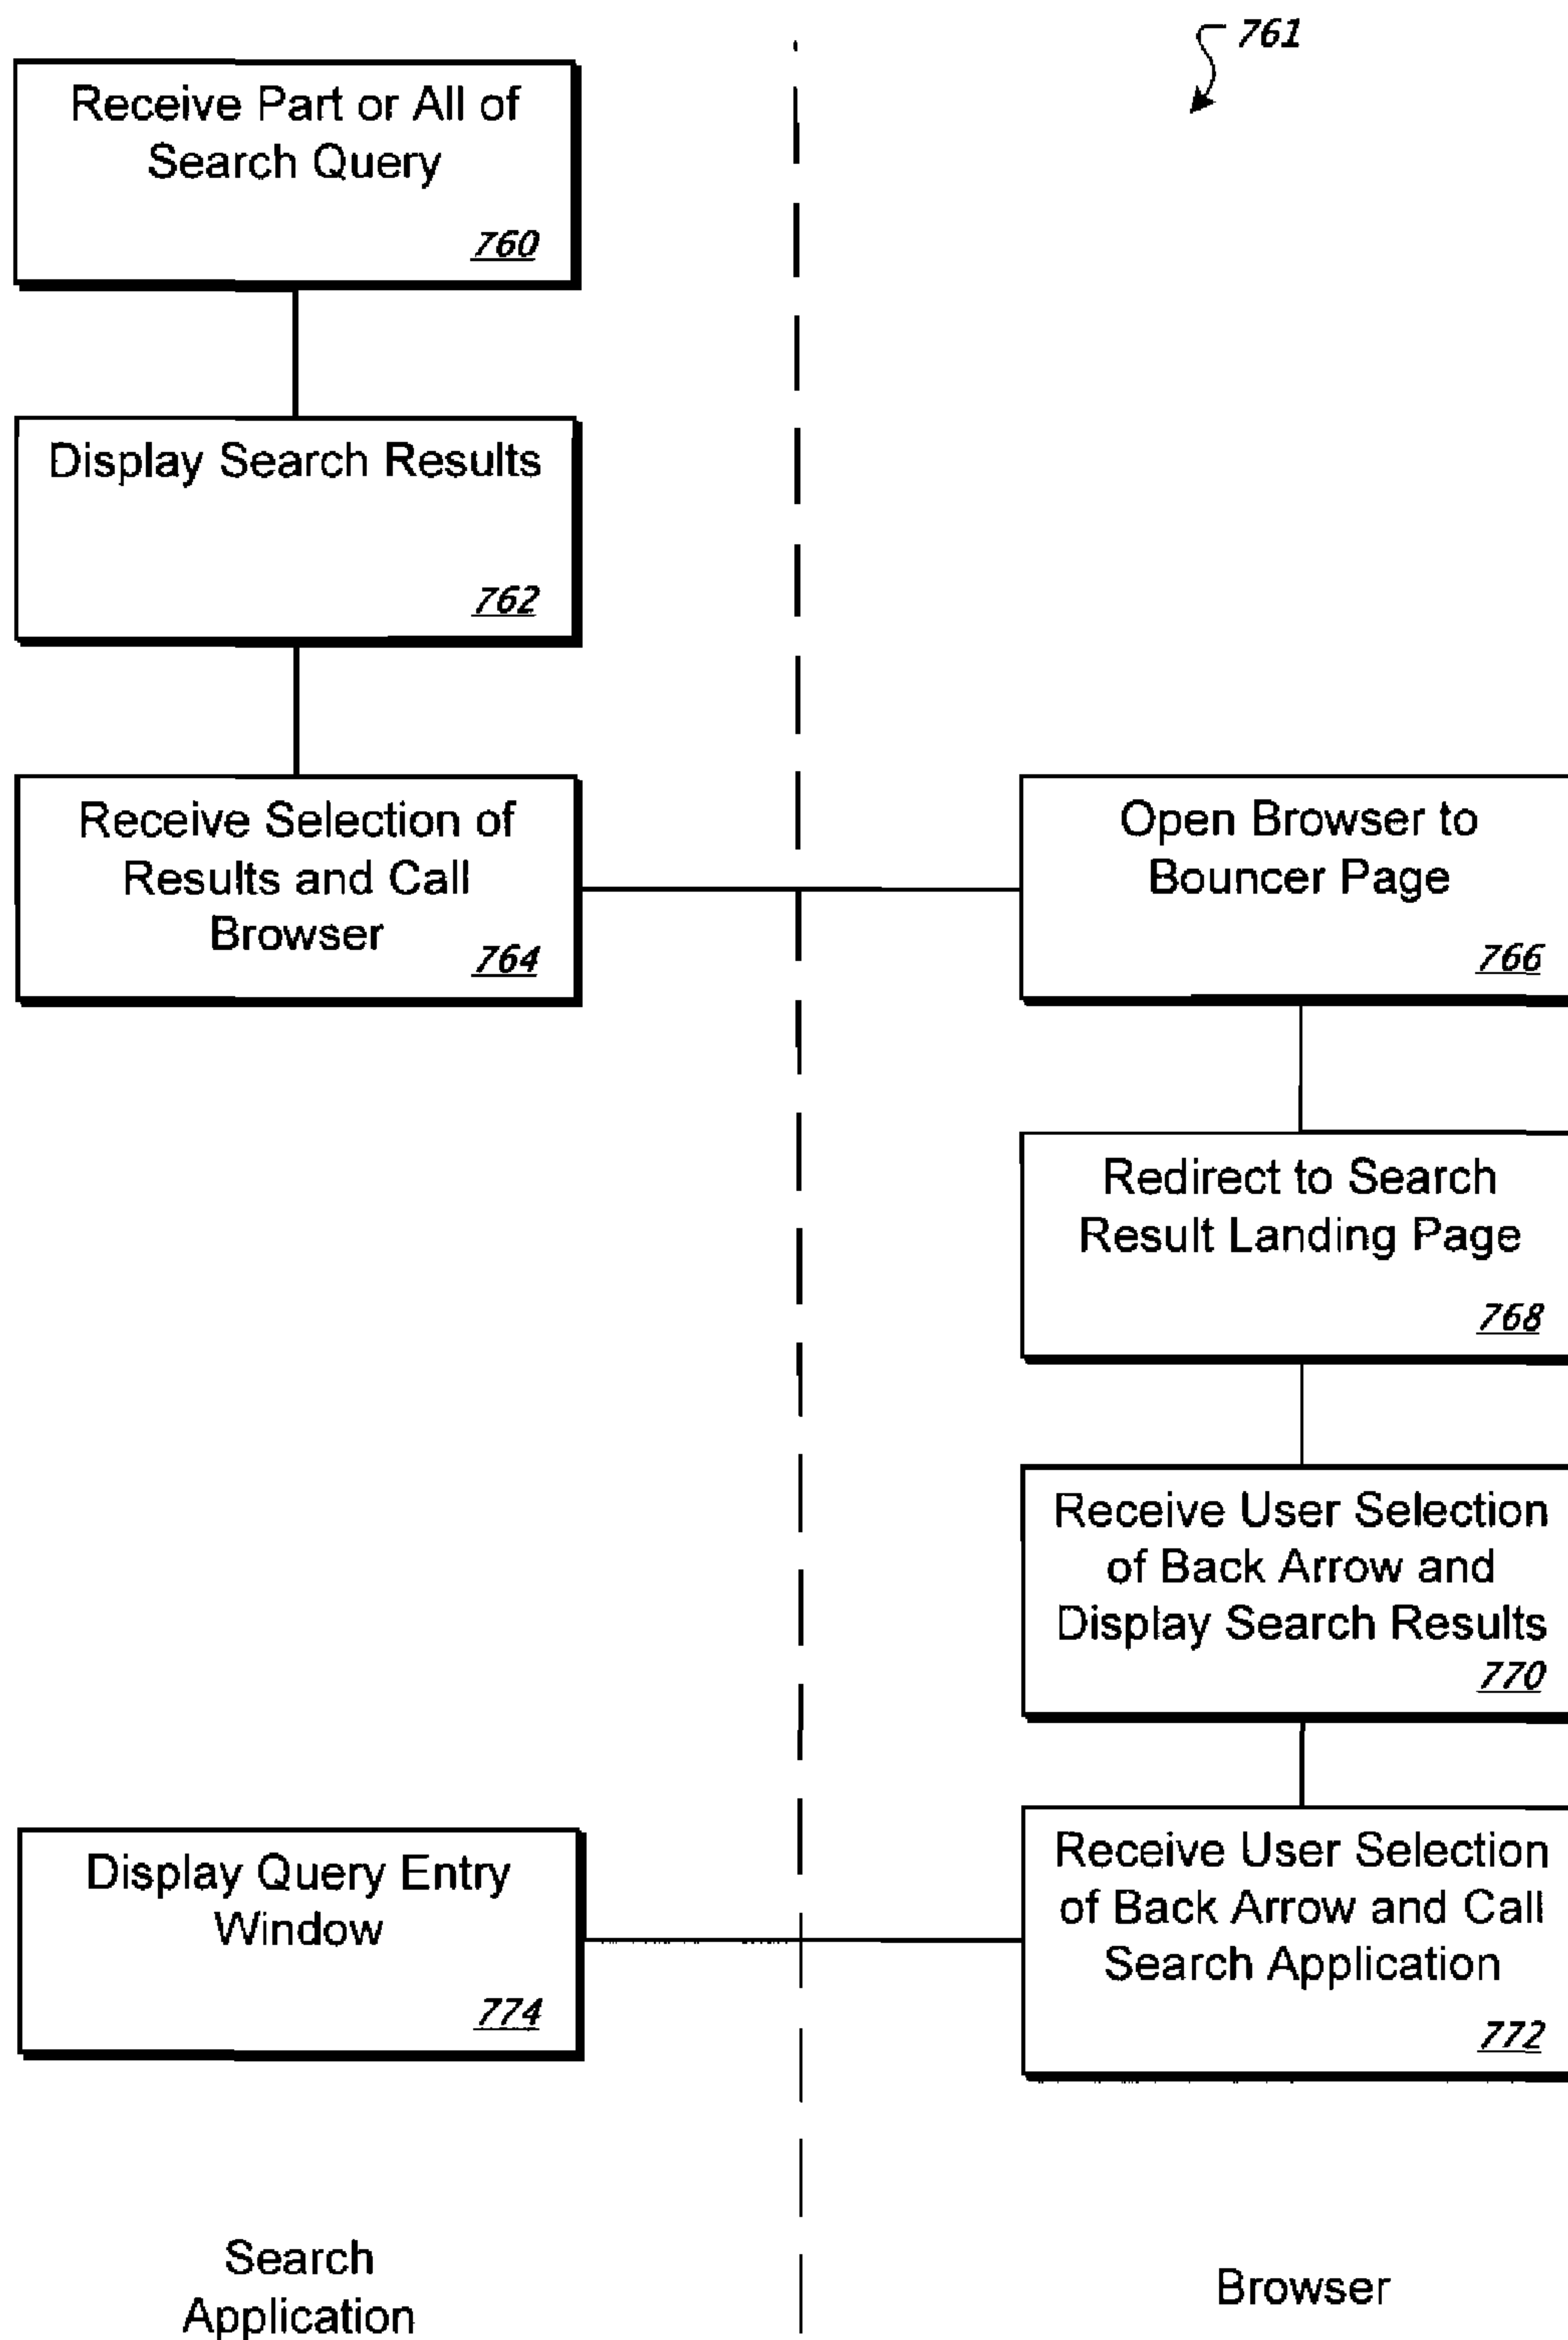 761
Receive Part or All of
Search Query
760
Display Search Results
762
Receive Selection of
Results and Call
Browser
764
Open Browser to
Bouncer Page
766
Redirect to Search
Result Landing Page
768
Receive User Selection
of Back Arrow and
Display Search Results
770
Receive User Selection
of Back Arrow and Call
Search Application
772
Display Query Entry
Window
774
Search
Application
Browser